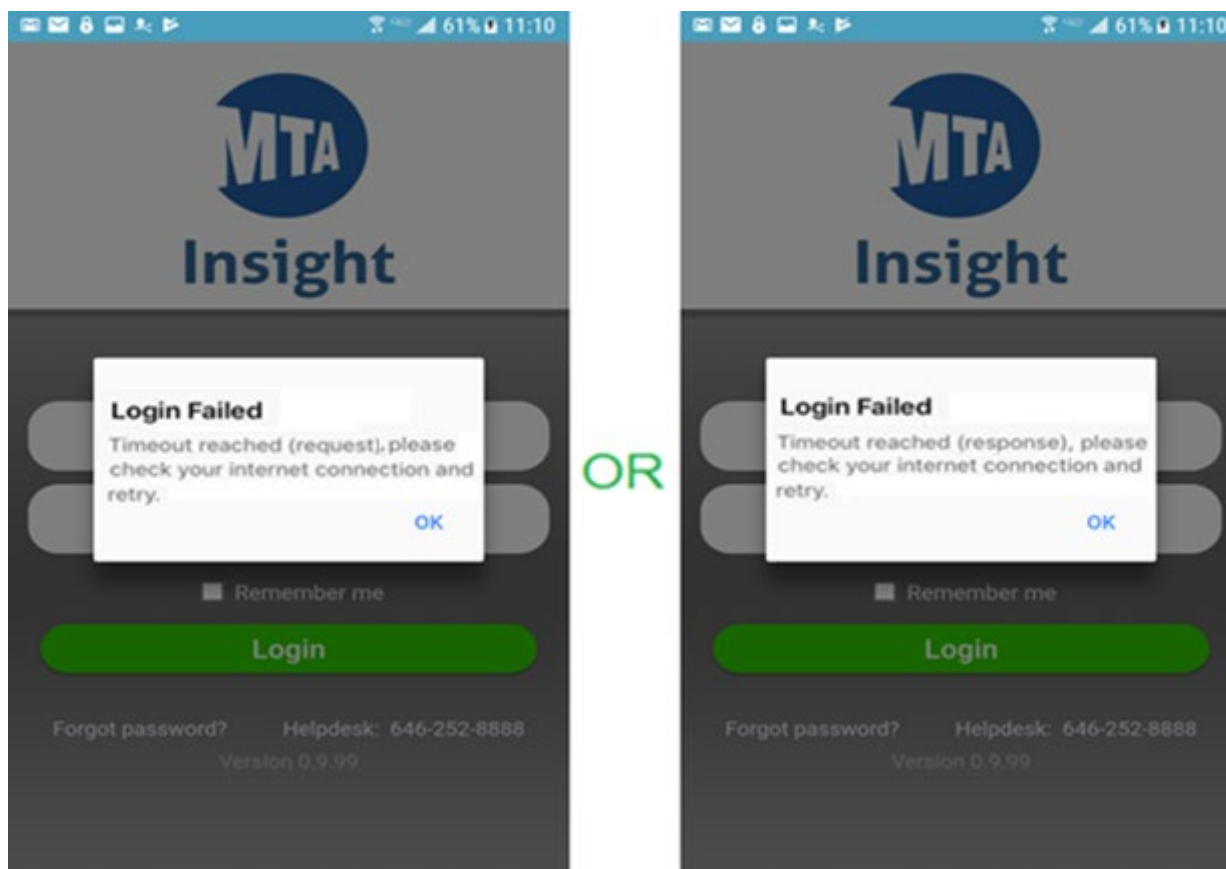 61% 11:10
MTA
Insight
Login Failed
Timeout reached (request), please
check your internet connection and
retry.
OK
Remember me
Login
Forgot password? Helpdesk: 646-252-8888
Version 0.9.99
OR
61% 11:10
MTA
Insight
Login Failed
Timeout reached (response), please
check your internet connection and
retry.
OK
Remember me
Login
Forgot password? Helpdesk: 646-252-8888
Version 0.9.99